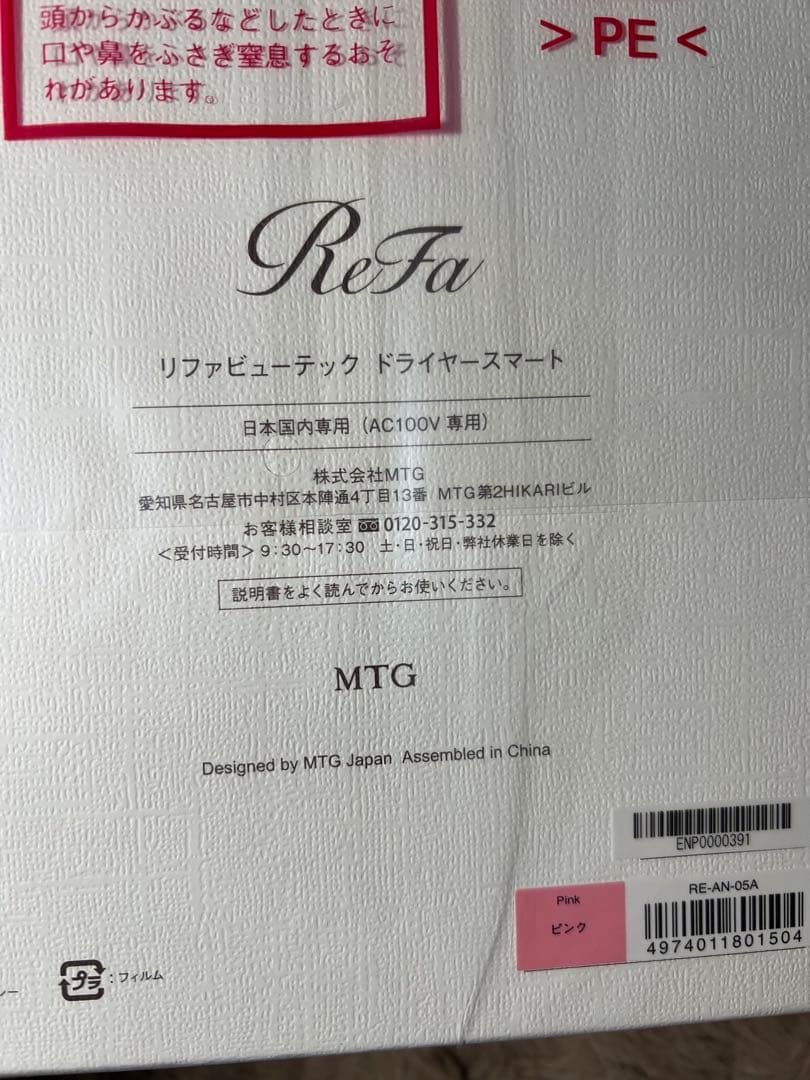 頭からかぶるなどしたときに
口や鼻をふさぎ窒息するおそ
れがあります。
> PE <
ReFa
リファビューテック ドライヤースマート
日本国内専用（AC100V 専用）
株式会社MTG
愛知県名古屋市中村区本陣通4丁目13番 MTG第2HIKARIビル
お客様相談室 0120-315-332
＜受付時間＞ 9：30～17：30 土・日・祝日・弊社休業日を除く
説明書をよく読んでからお使いください。
MTG
Designed by MTG Japan Assembled in China
ENP0000391
Pink
ピンク
RE-AN-05A
4974011801504
プラ：フィルム